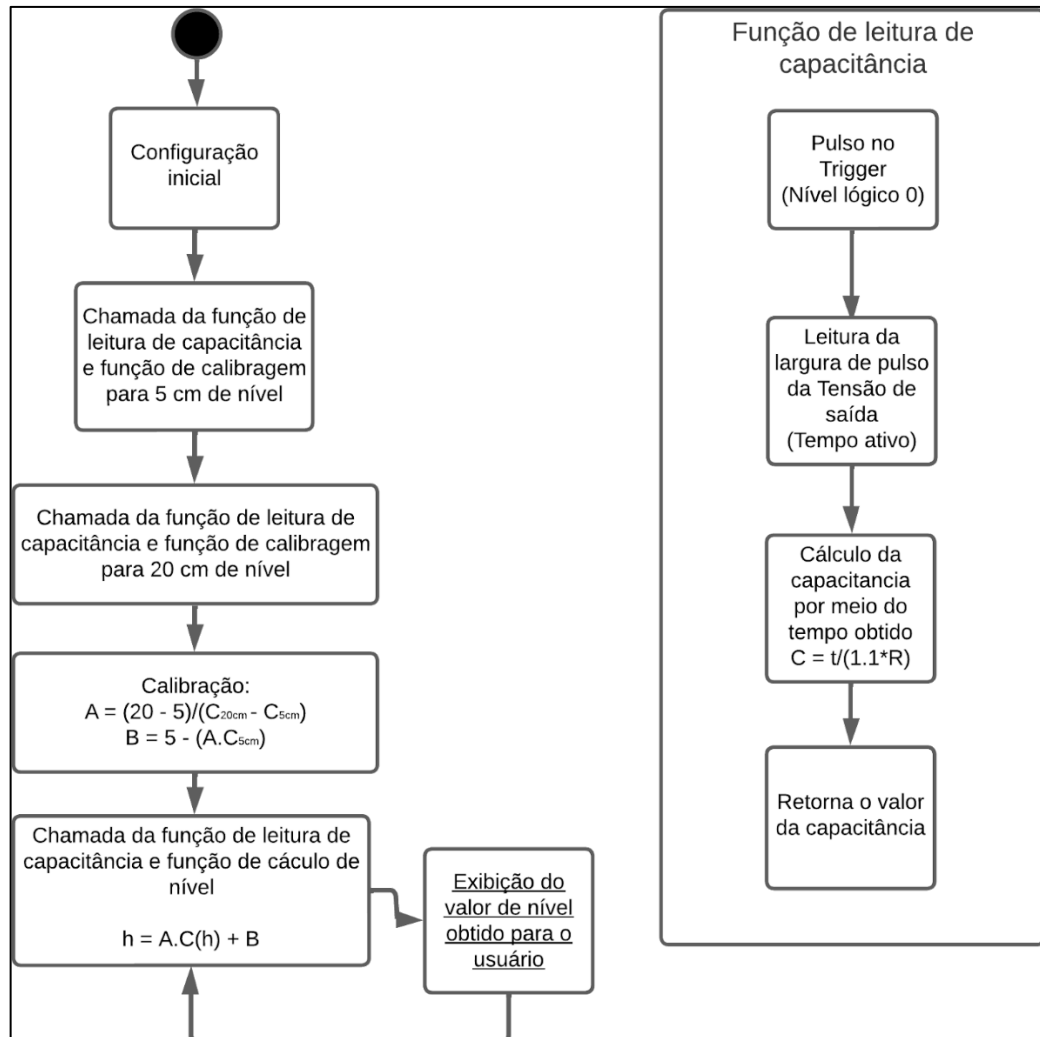 Configuração
inicial
Chamada da função de
leitura de capacitância
e função de calibragem
para 5 cm de nível
Chamada da função de leitura de
capacitância e função de calibragem
para 20 cm de nível
Calibração:
A = (20 - 5)/(C20cm - C5cm)
B = 5 - (A.C5cm)
Chamada da função de leitura de
capacitância e função de cáculo de
nível
h = A.C(h) + B
Exibição do
valor de nível
obtido para o
usuário
Função de leitura de
capacitância
Pulso no
Trigger
(Nível lógico 0)
Leitura da
largura de pulso
da Tensão de
saída
(Tempo ativo)
Cálculo da
capacitancia
por meio do
tempo obtido
C = t/(1.1*R)
Retorna o valor
da capacitância